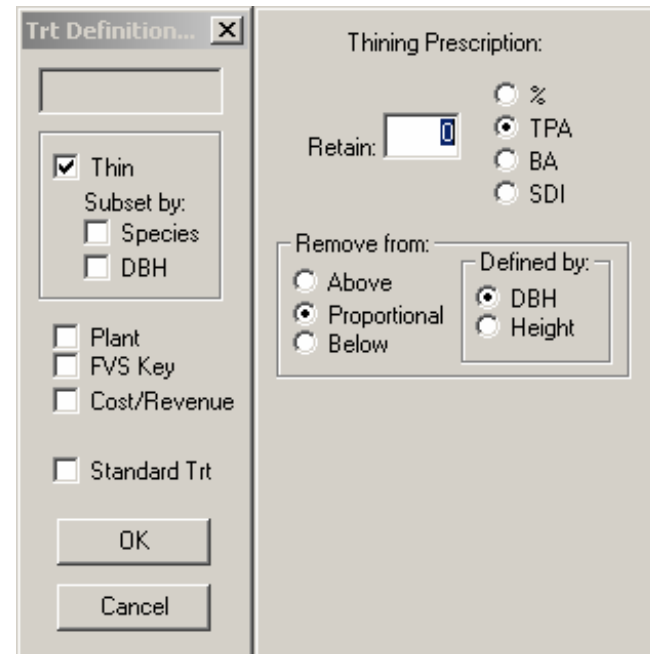 Trt Definition...
Thin
Subset by:
Species
DBH
Plant
FVS Key
Cost/Revenue
Standard Trt
OK
Cancel
Thining Prescription:
Retain: 0
%
TPA
BA
SDI
Remove from:
Above
Proportional
Below
Defined by:
DBH
Height